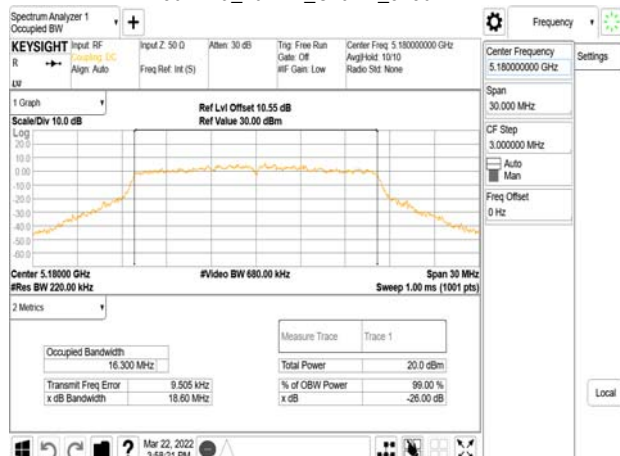 Spectrum Analyzer 1
Occupied BW
Frequency
KEYSIGHT
Input: RF
Coupling: DC
Align: Auto
Input Z: 50 Ω
Freq Ref: Int (S)
Atten: 30 dB
Trig: Free Run
Gate: Off
#IF Gain: Low
Center Freq: 5.180000000 GHz
Avg|Hold: 10/10
Radio Std: None
R
LVI
Center Frequency
5.180000000 GHz
Settings
Span
30.000 MHz
CF Step
3.000000 MHz
Auto
Man
Freq Offset
0 Hz
Local
1 Graph
Scale/Div 10.0 dB
Ref Lvl Offset 10.55 dB
Ref Value 30.00 dBm
Log
20.0
10.0
0.00
-10.0
-20.0
-30.0
-40.0
-50.0
-60.0
Center 5.18000 GHz
#Res BW 220.00 kHz
#Video BW 680.00 kHz
Span 30 MHz
Sweep 1.00 ms (1001 pts)
2 Metrics
Measure Trace
Trace 1
Occupied Bandwidth
16.300 MHz
Total Power
20.0 dBm
Transmit Freq Error
9.505 kHz
% of OBW Power
99.00 %
x dB Bandwidth
18.60 MHz
x dB
-26.00 dB
?
Mar 22, 2022
3:58:21 PM